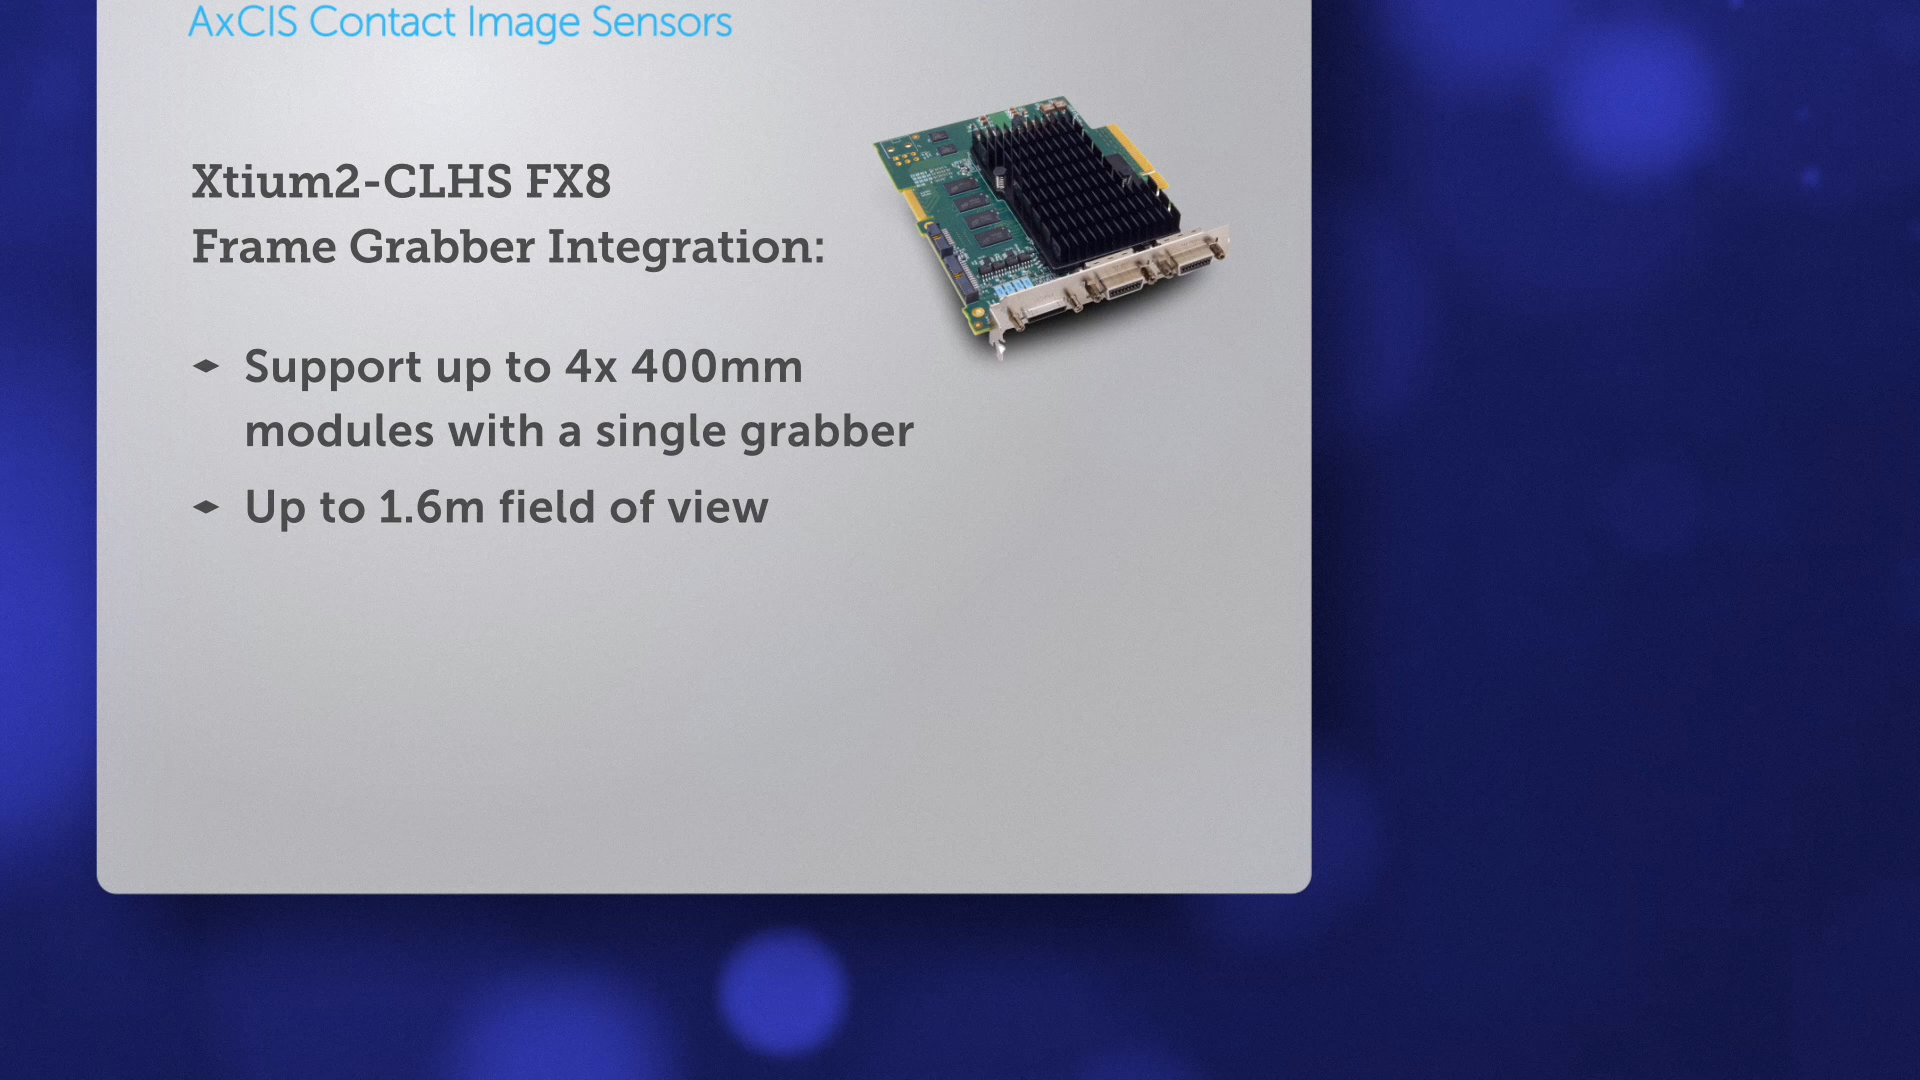 AxCIS Contact Image Sensors
Xtium2-CLHS FX8
Frame Grabber Integration:
Support up to 4x 400mm
modules with a single grabber
Up to 1.6m field of view